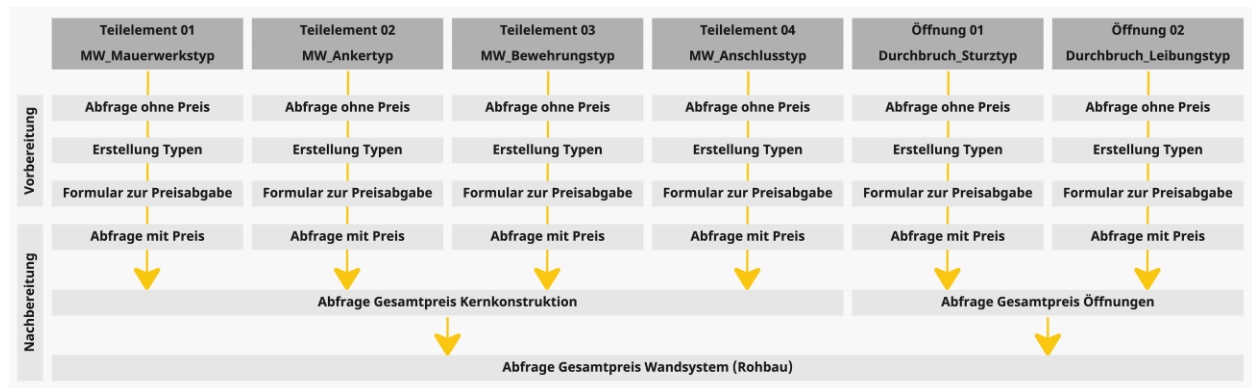 Teilelement 01
MW_Mauerwerkstyp
Teilelement 02
MW_Ankertyp
Teilelement 03
MW_Bewehrungstyp
Teilelement 04
MW_Anschlusstyp
Öffnung 01
Durchbruch_Sturztyp
Öffnung 02
Durchbruch_Leibungstyp
Vorbereitung
Abfrage ohne Preis
Abfrage ohne Preis
Abfrage ohne Preis
Abfrage ohne Preis
Abfrage ohne Preis
Abfrage ohne Preis
Erstellung Typen
Erstellung Typen
Erstellung Typen
Erstellung Typen
Erstellung Typen
Erstellung Typen
Formular zur Preisabgabe
Formular zur Preisabgabe
Formular zur Preisabgabe
Formular zur Preisabgabe
Formular zur Preisabgabe
Formular zur Preisabgabe
Nachbereitung
Abfrage mit Preis
Abfrage mit Preis
Abfrage mit Preis
Abfrage mit Preis
Abfrage mit Preis
Abfrage mit Preis
Abfrage Gesamtpreis Kernkonstruktion
Abfrage Gesamtpreis Öffnungen
Abfrage Gesamtpreis Wandsystem (Rohbau)